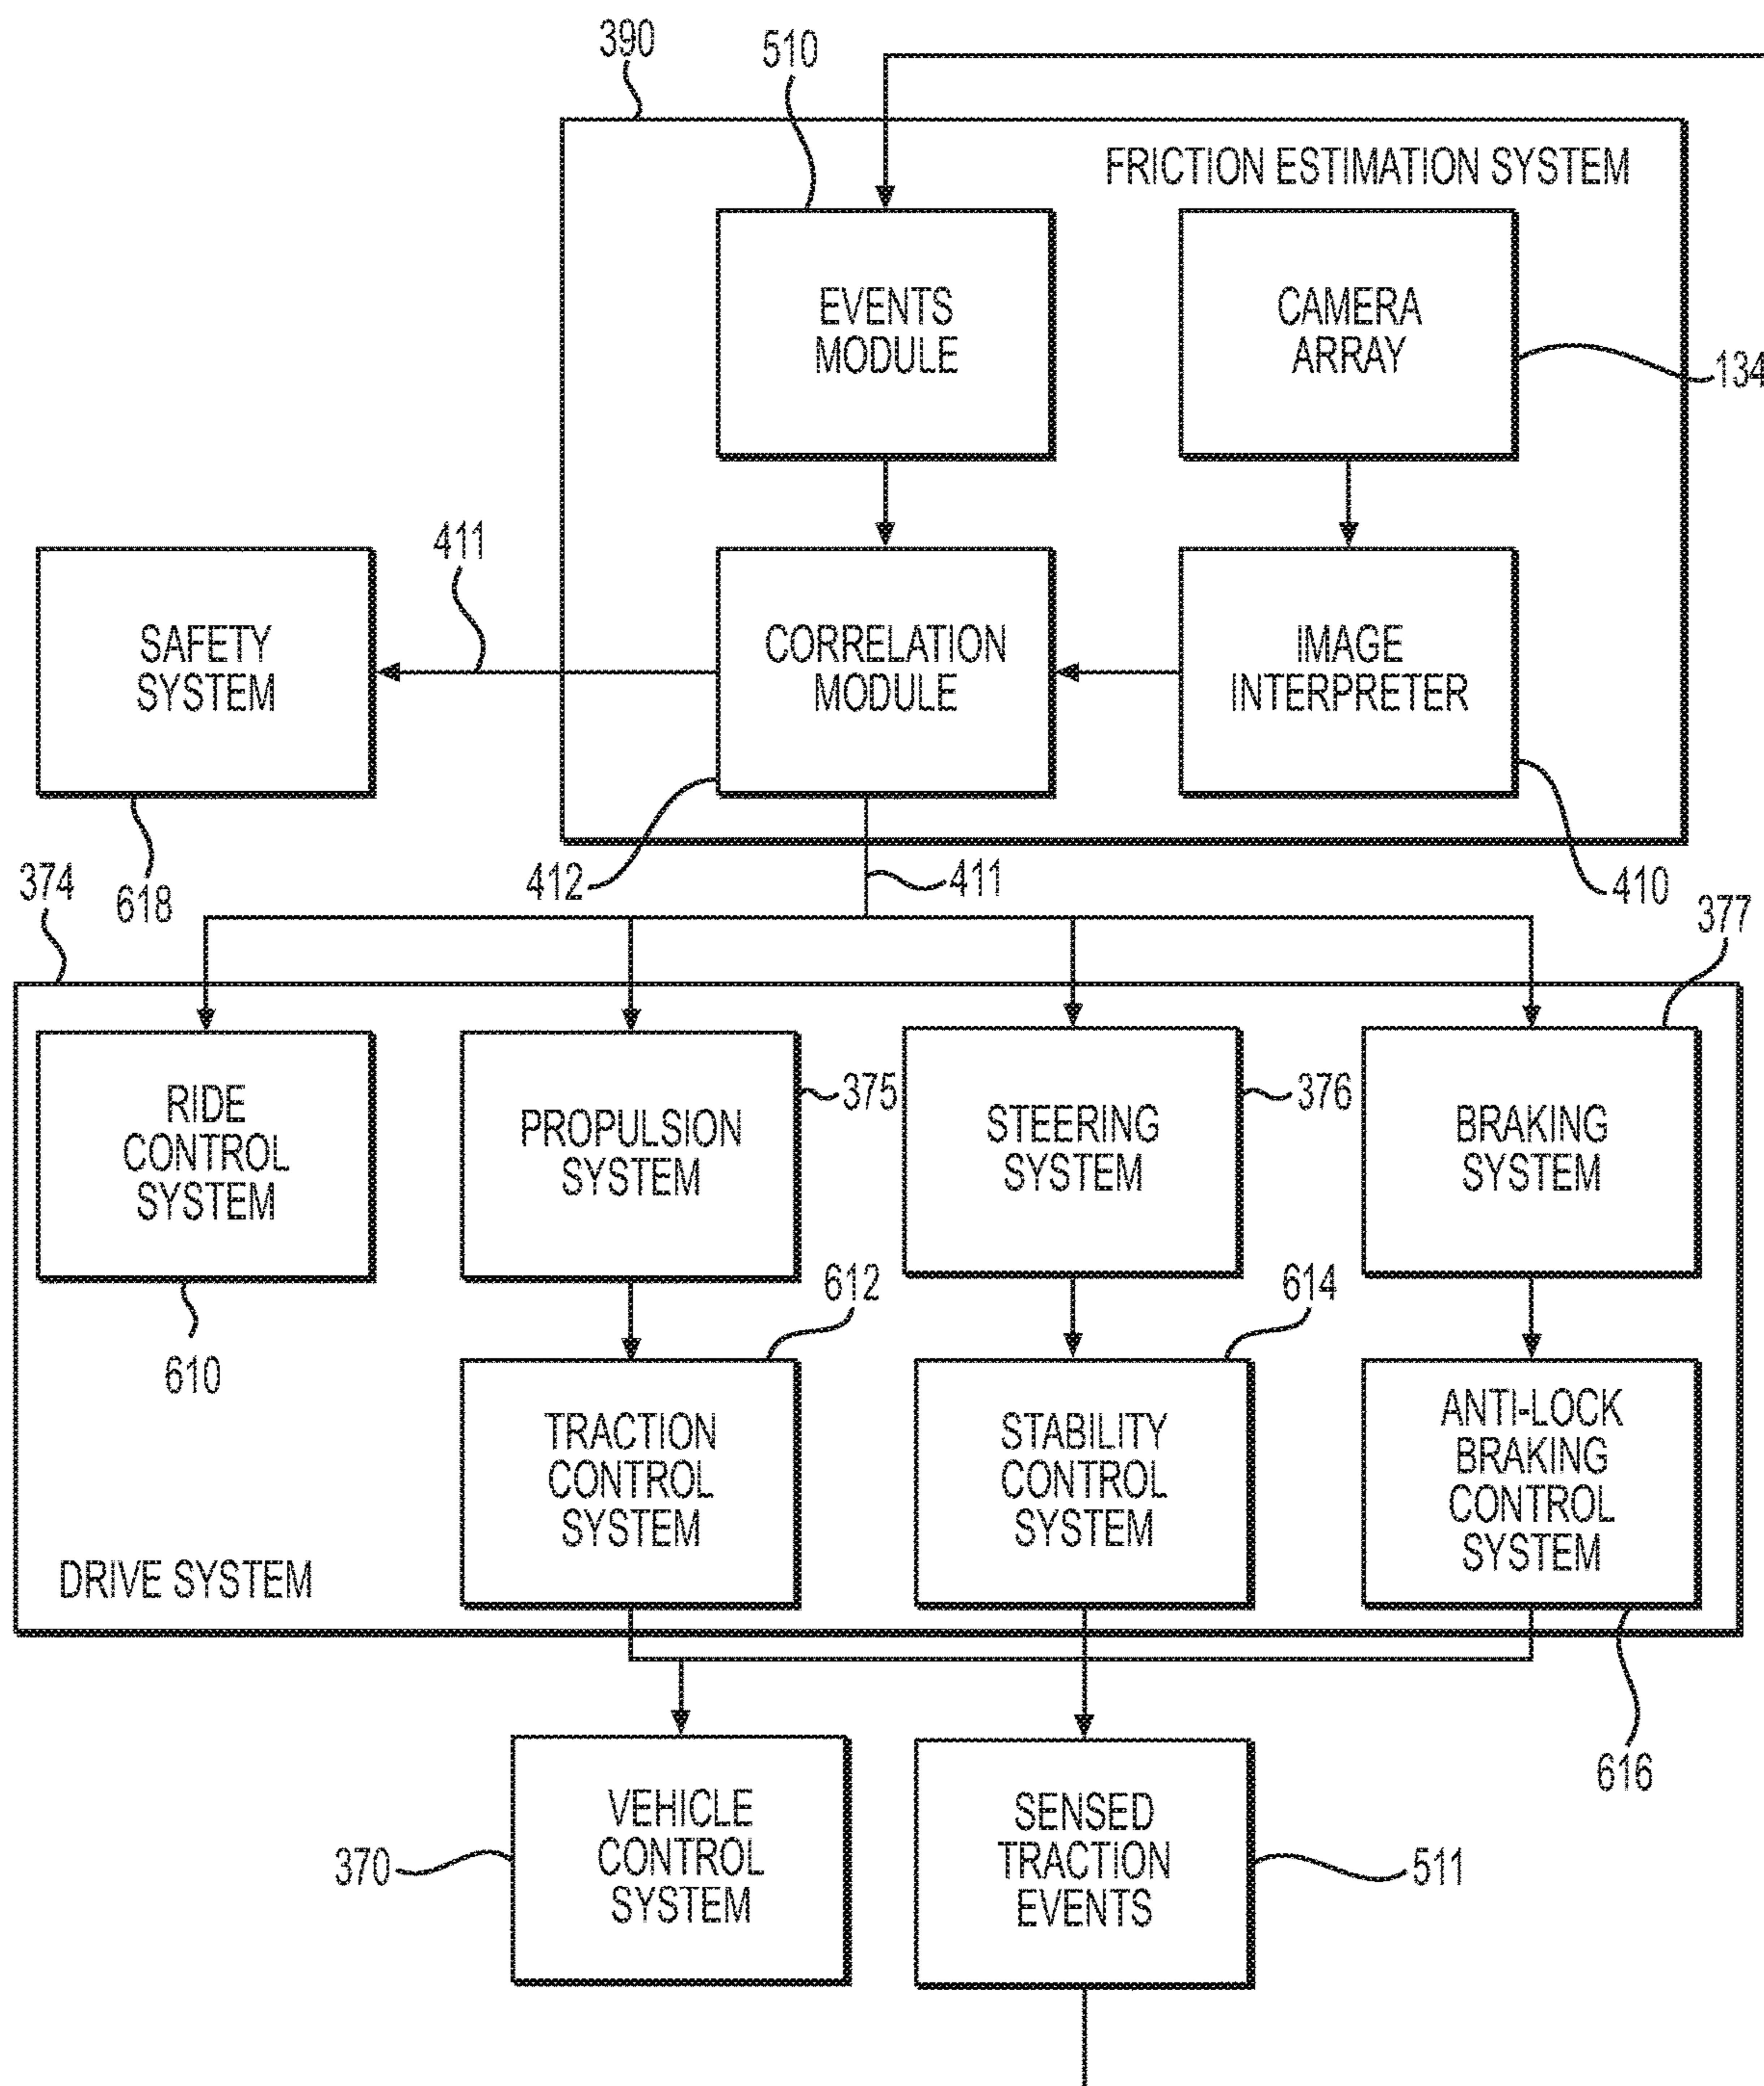 390
510
FRICTION ESTIMATION SYSTEM
EVENTS
MODULE
CAMERA
ARRAY
134
411
SAFETY
SYSTEM
CORRELATION
MODULE
IMAGE
INTERPRETER
374
618
412
411
410
377
RIDE
CONTROL
SYSTEM
PROPULSION
SYSTEM
375
STEERING
SYSTEM
376
BRAKING
SYSTEM
610
612
614
TRACTION
CONTROL
SYSTEM
STABILITY
CONTROL
SYSTEM
ANTI-LOCK
BRAKING
CONTROL
SYSTEM
DRIVE SYSTEM
616
370
VEHICLE
CONTROL
SYSTEM
SENSED
TRACTION
EVENTS
511